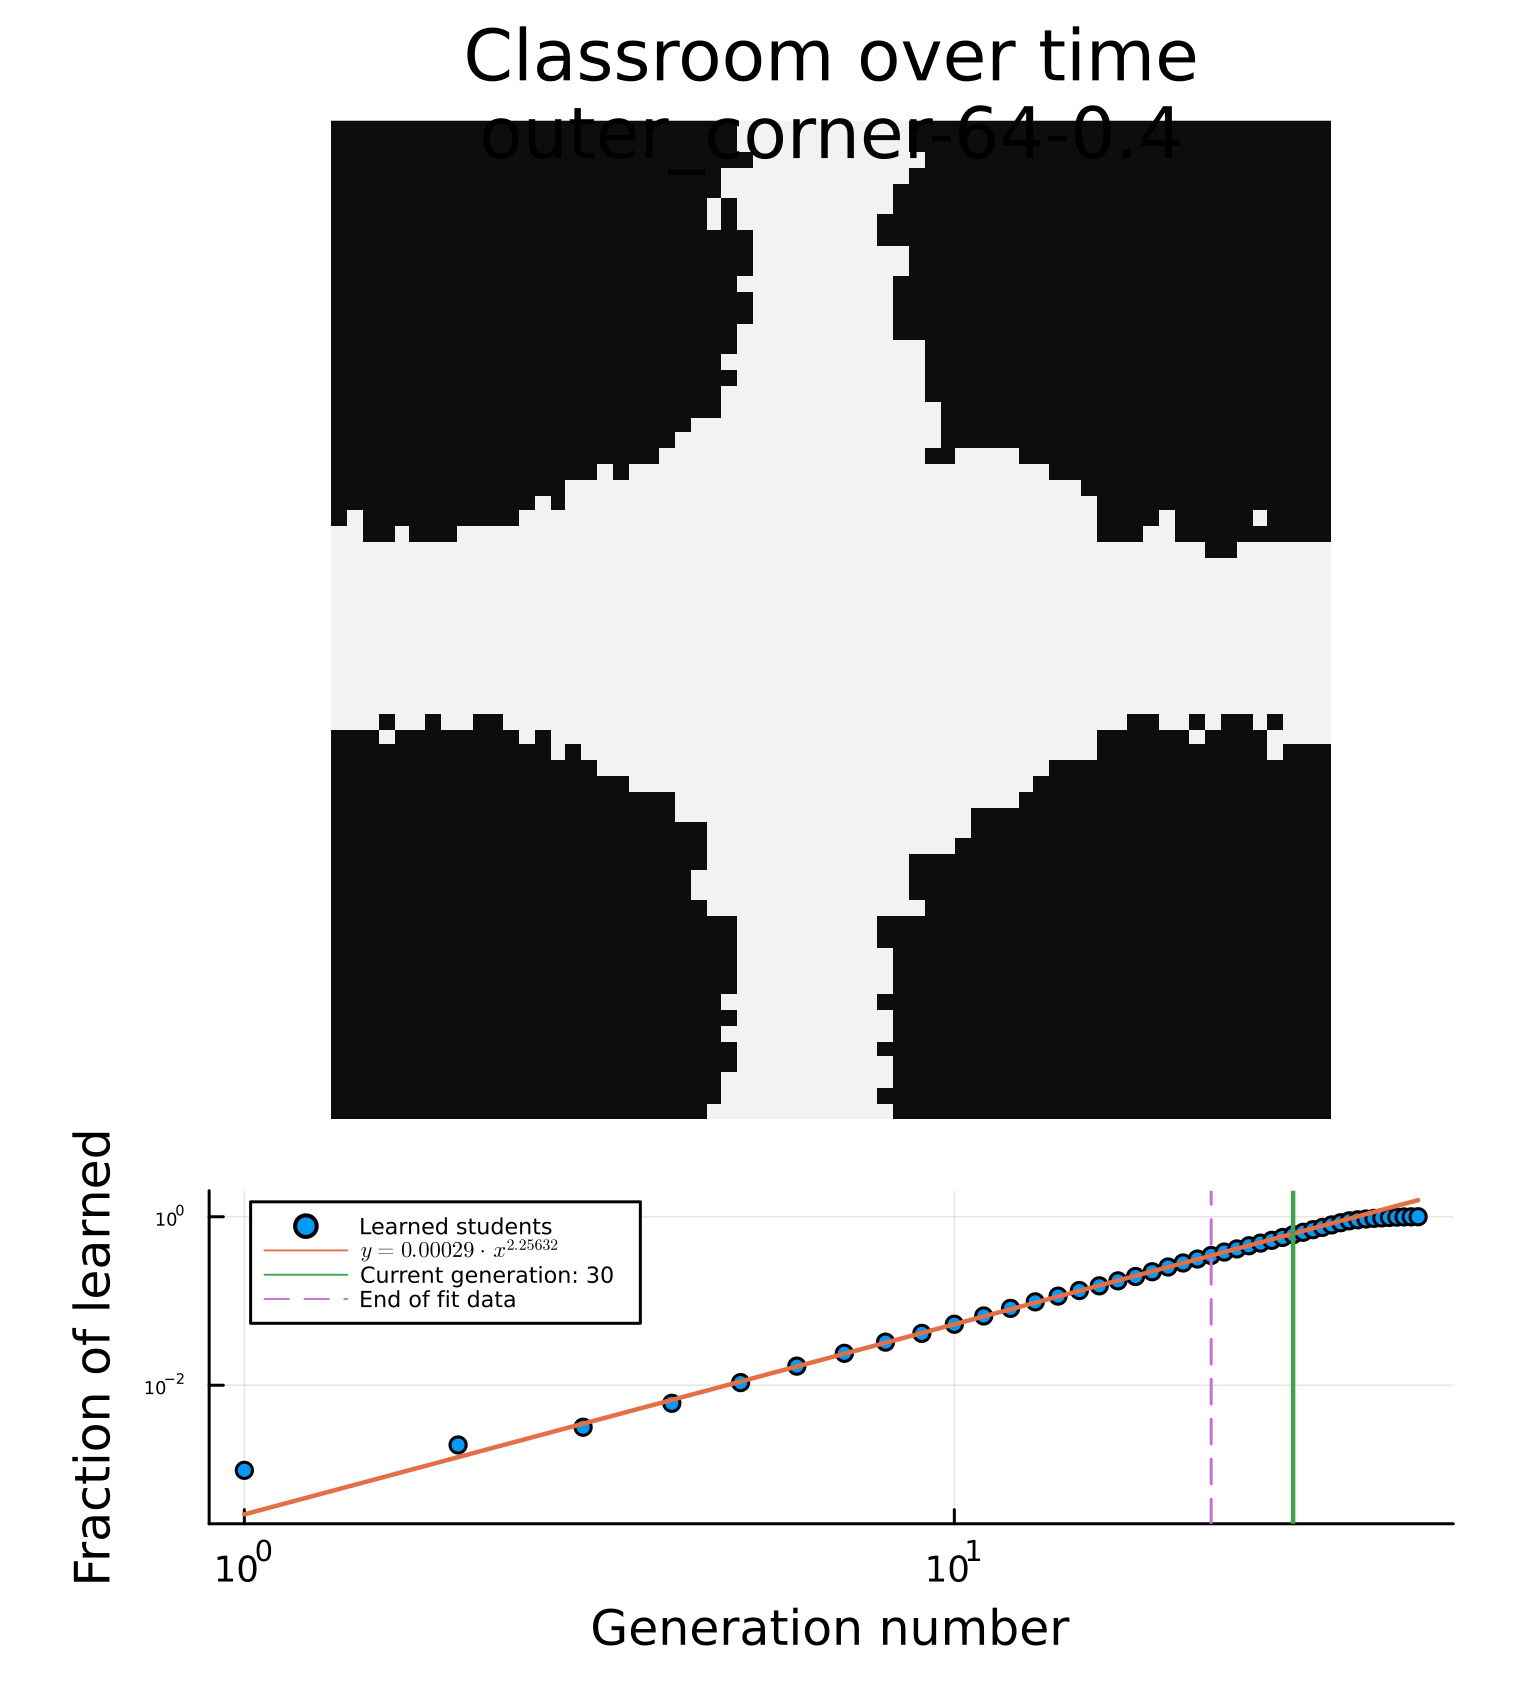 Classroom over time
outer_corner-64-0.4
Fraction of learned
10^0
10^−2
Learned students
y = 0.00029 · x^2.25632
Current generation: 30
End of fit data
10^0
10^1
Generation number